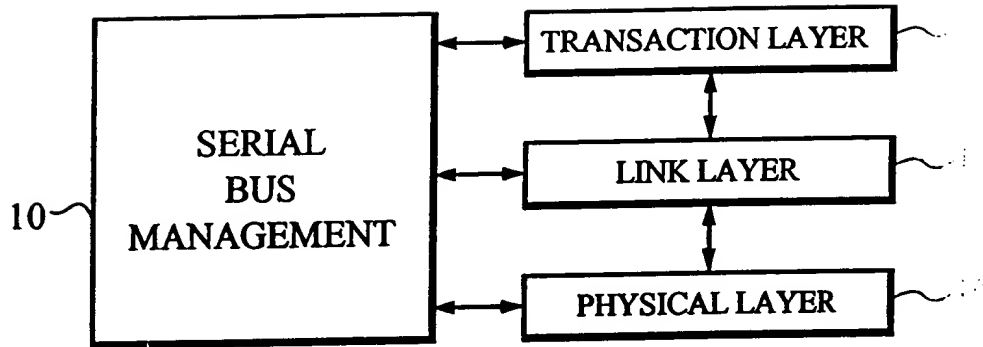 TRANSACTION LAYER
SERIAL
BUS
MANAGEMENT
10
LINK LAYER
PHYSICAL LAYER